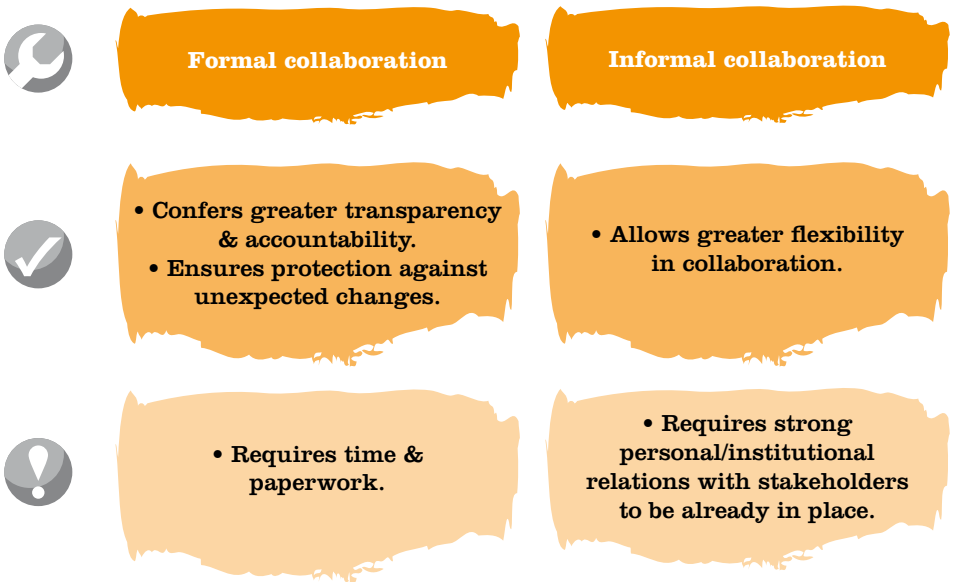 Formal collaboration
Informal collaboration
• Confers greater transparency
& accountability.
• Ensures protection against
unexpected changes.
• Allows greater flexibility
in collaboration.
• Requires time &
paperwork.
• Requires strong
personal/institutional
relations with stakeholders
to be already in place.